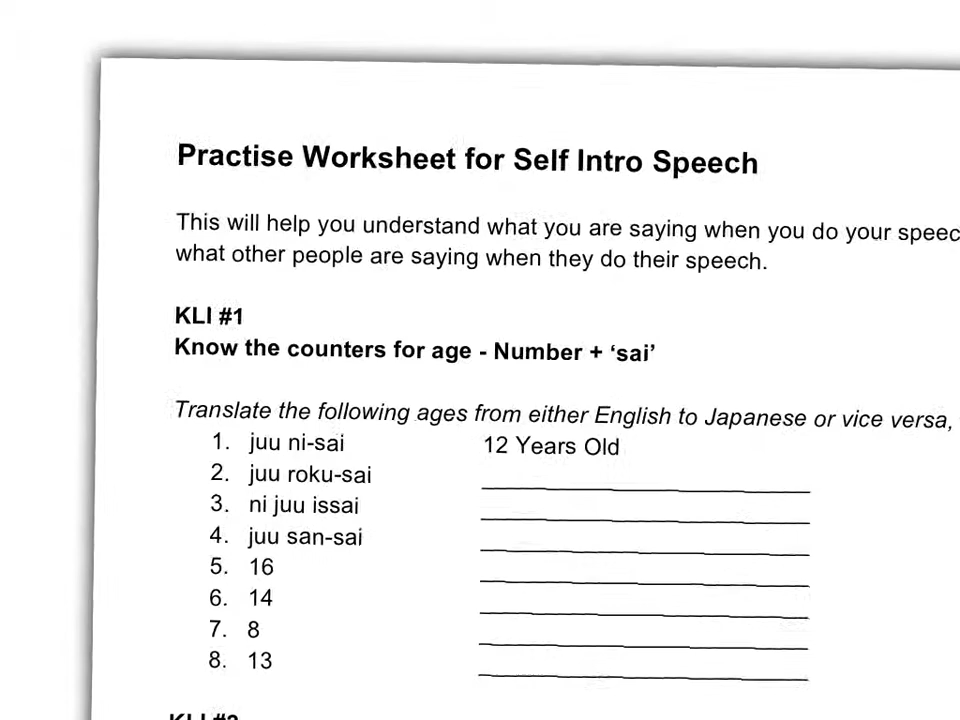 Practise Worksheet for Self Intro Speech
This will help you understand what you are saying when you do your
what other people are saying when they do their speech.
KLI #1
Know the counters for age - Number + ‘sai’
Translate the following ages from either English to Japanese or vice versa,
1. juu ni-sai 12 Years Old
2. juu roku-sai
3. ni juu issai
4. juu san-sai
5. 16
6. 14
7. 8
8. 13